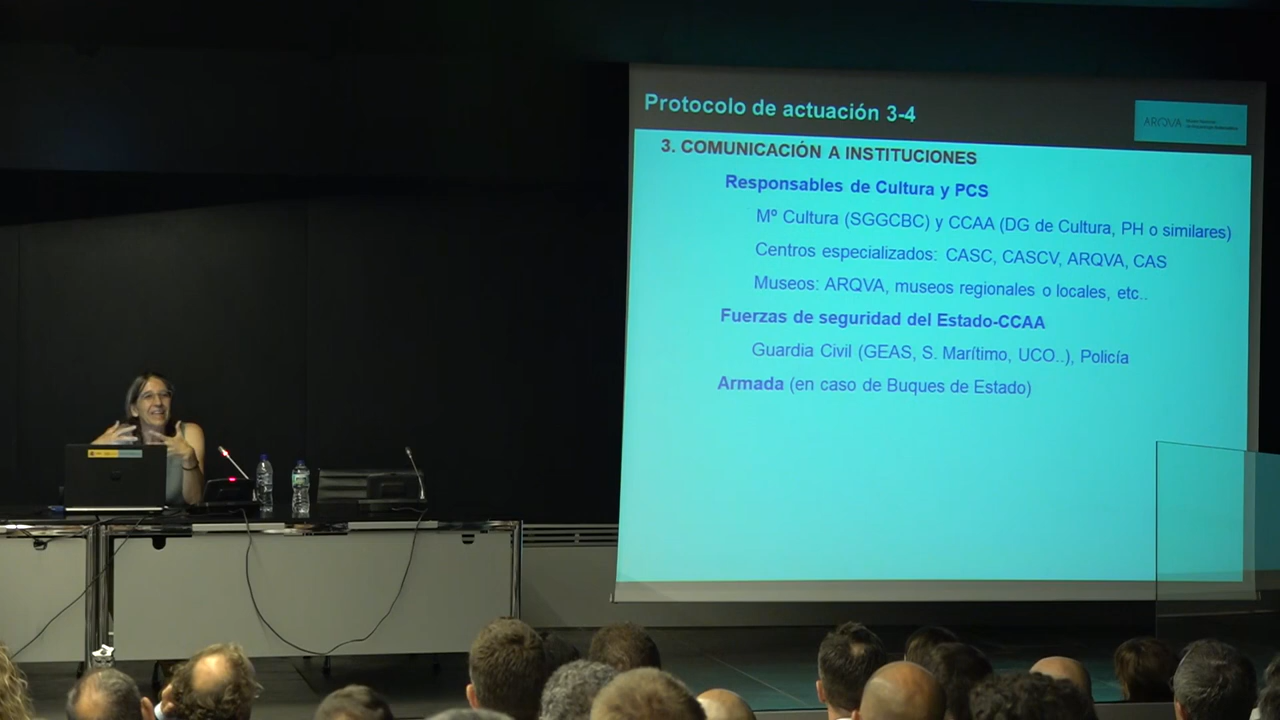 Protocolo de actuación 3-4
ARQVA
3. COMUNICACIÓN A INSTITUCIONES
Responsables de Cultura y PCS
Mº Cultura (SGGCBC) y CCAA (DG de Cultura, PH o similares)
Centros especializados: CASC, CASCV, ARQVA, CAS
Museos: ARQVA, museos regionales o locales, etc..
Fuerzas de seguridad del Estado-CCAA
Guardia Civil (GEAS, S. Marítimo, UCO..), Policía
Armada (en caso de Buques de Estado)